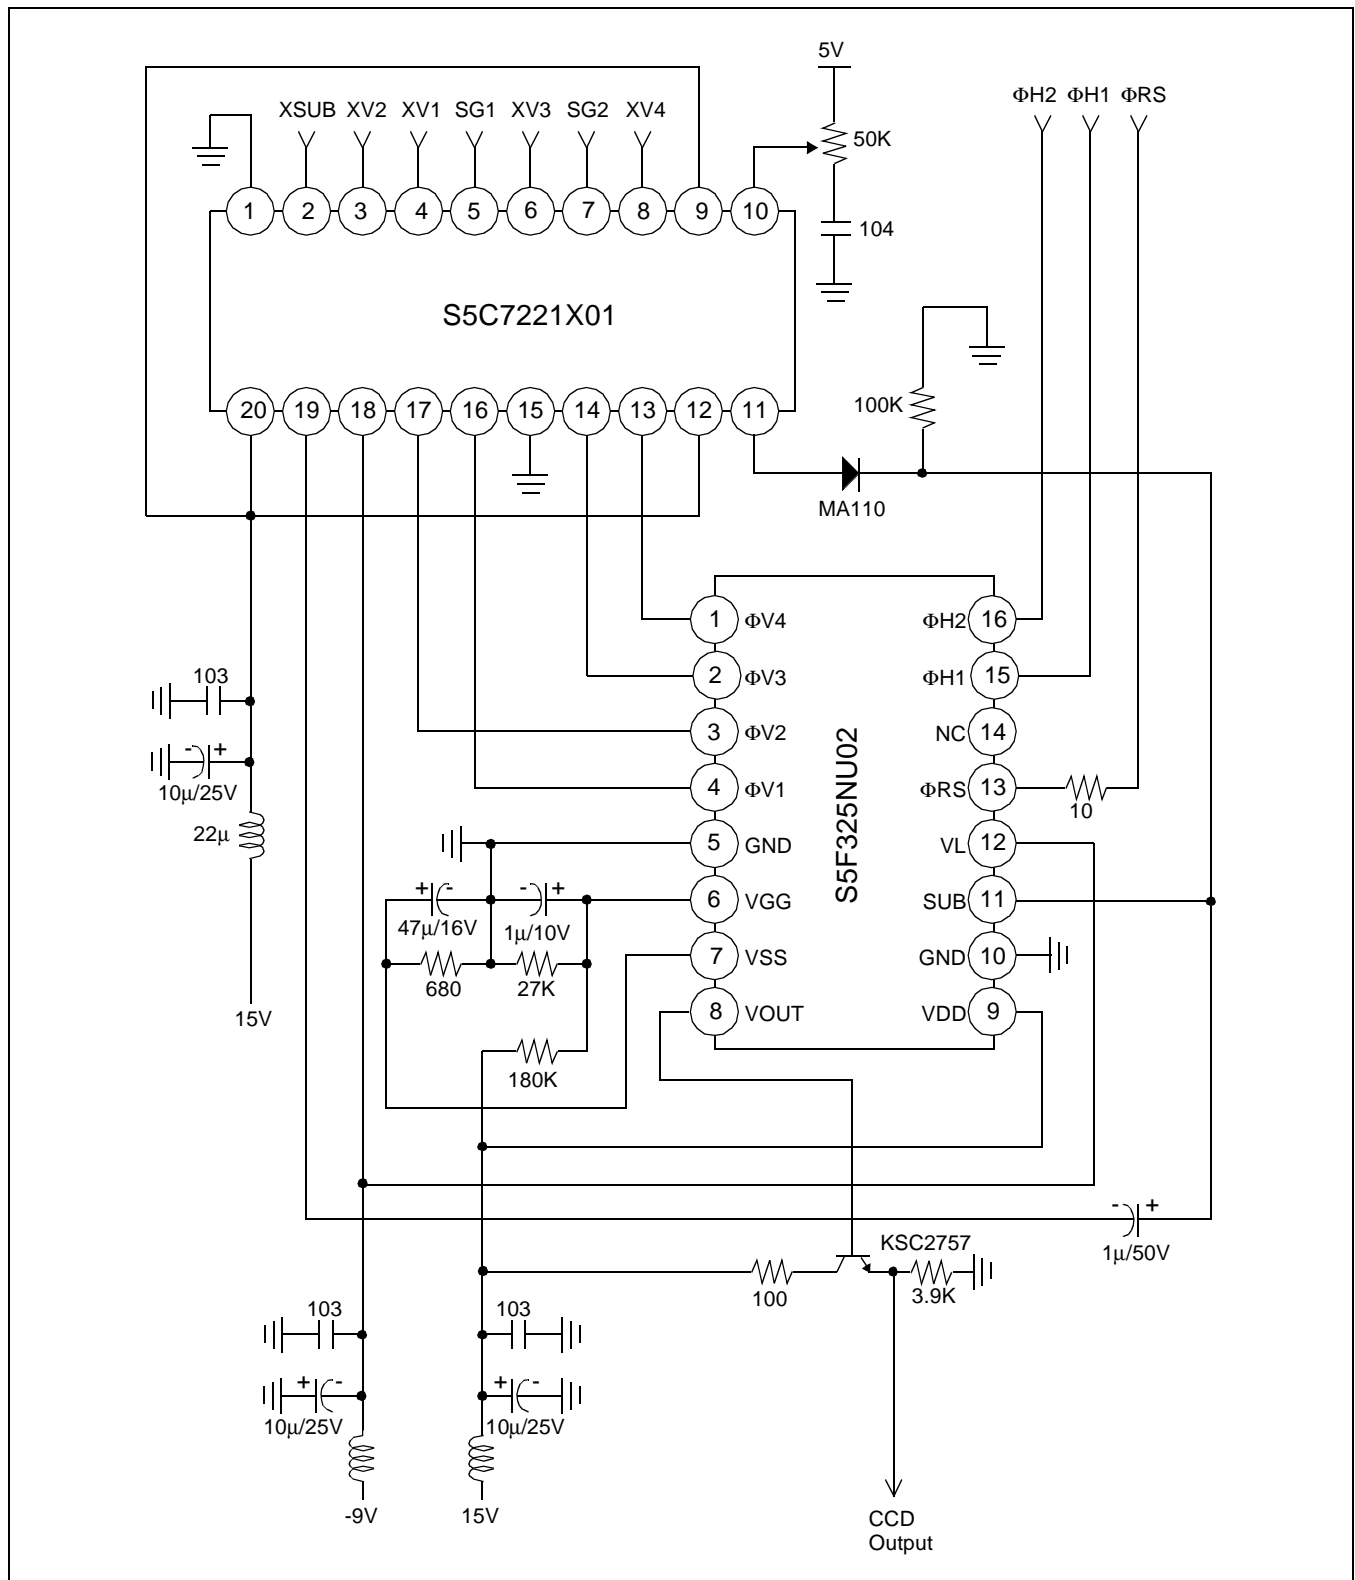 5V
ΦH2 ΦH1 ΦRS
XSUB XV2 XV1 SG1 XV3 SG2 XV4
50K
1 2 3 4 5 6 7 8 9 10
104
S5C7221X01
100K
20 19 18 17 16 15 14 13 12 11
MA110
1 ΦV4 ΦH2 16
2 ΦV3 ΦH1 15
103
3 ΦV2 NC 14
- +
10µ/25V
4 ΦV1 ΦRS 13
10
22µ
5 GND VL 12
S5F325NU02
+ - - +
6 VGG SUB 11
47µ/16V 1µ/10V
7 VSS GND 10
680 27K
15V
8 VOUT VDD 9
180K
- +
1µ/50V
KSC2757
100
3.9K
103 103
+ - + -
10µ/25V 10µ/25V
-9V 15V
CCD
Output